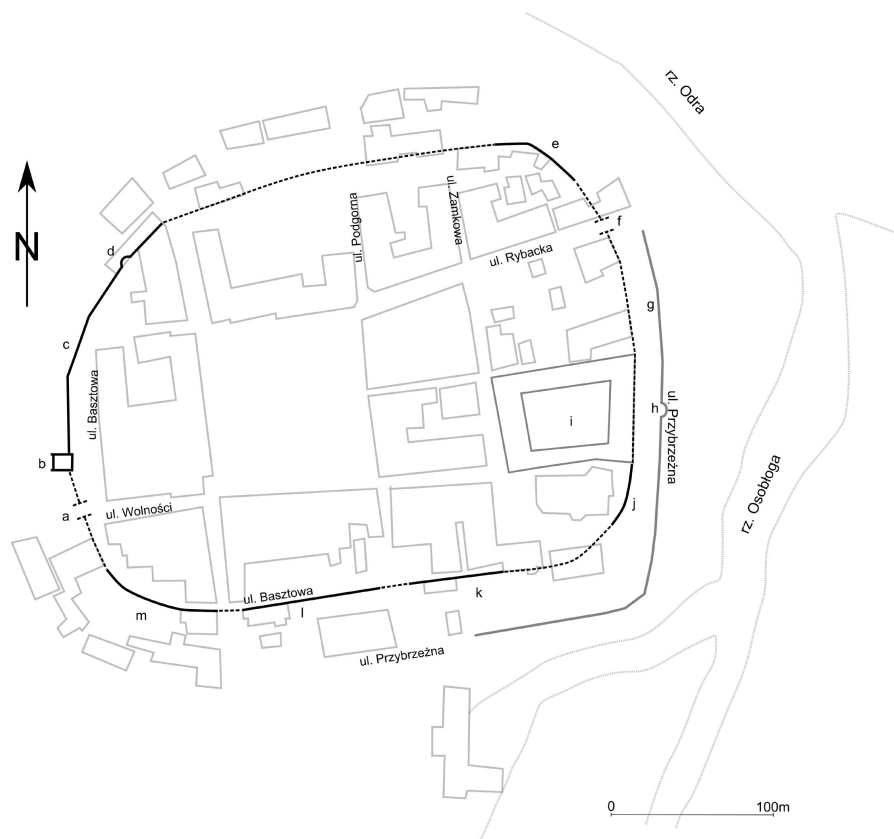 rz. Odra
e
ul. Podgorna
ul. Zamkowa
f
N
d
ul. Rybacka
g
c
ul. Basztowa
h
ul. Przybrzeżna
i
b
rz. Osobłoga
a
ul. Wolności
j
ul. Basztowa
k
l
m
ul. Przybrzeżna
0
100m